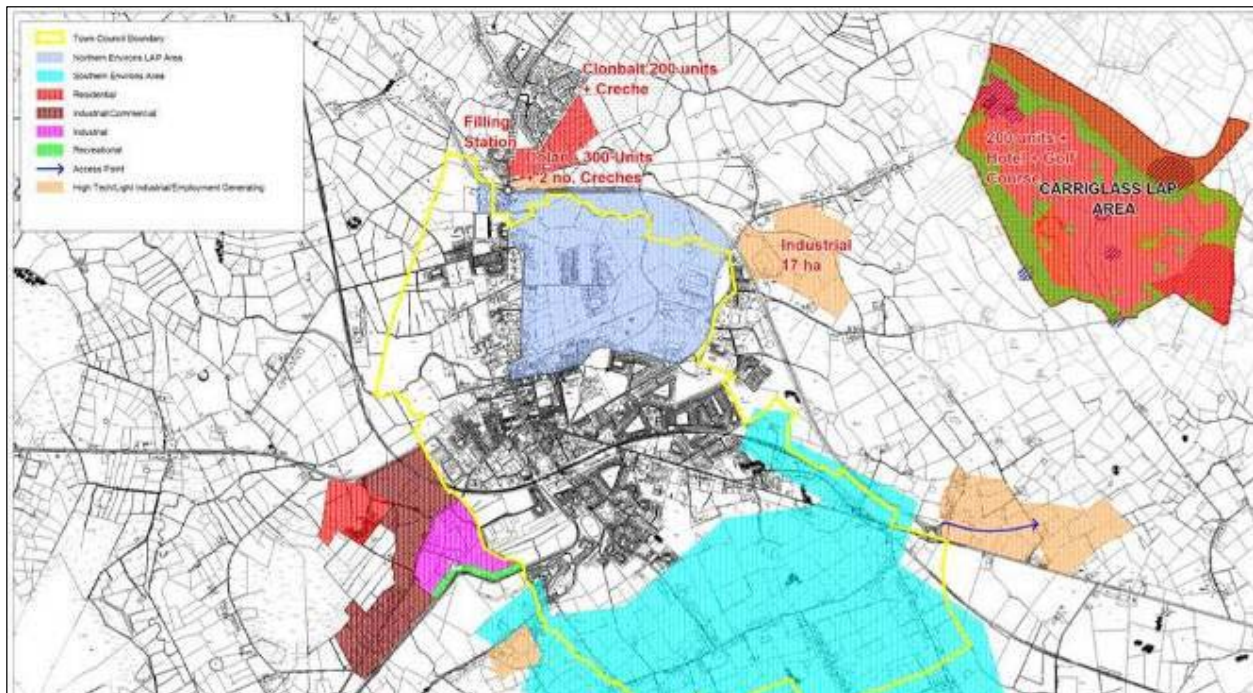 Town Council Boundary
Northern Environs LAP Area
Southern Environs Area
Residential
Industrial/Commercial
Industrial
Recreational
Access Point
High Tech/Light Industrial/Employment Generating
Clonbalt 200 units
+ Creche
Filling
Station
300 Units
+ 2 no. Creches
Industrial
17 ha
200 units +
Hotel + Golf
Course
CARRIGLASS LAP
AREA